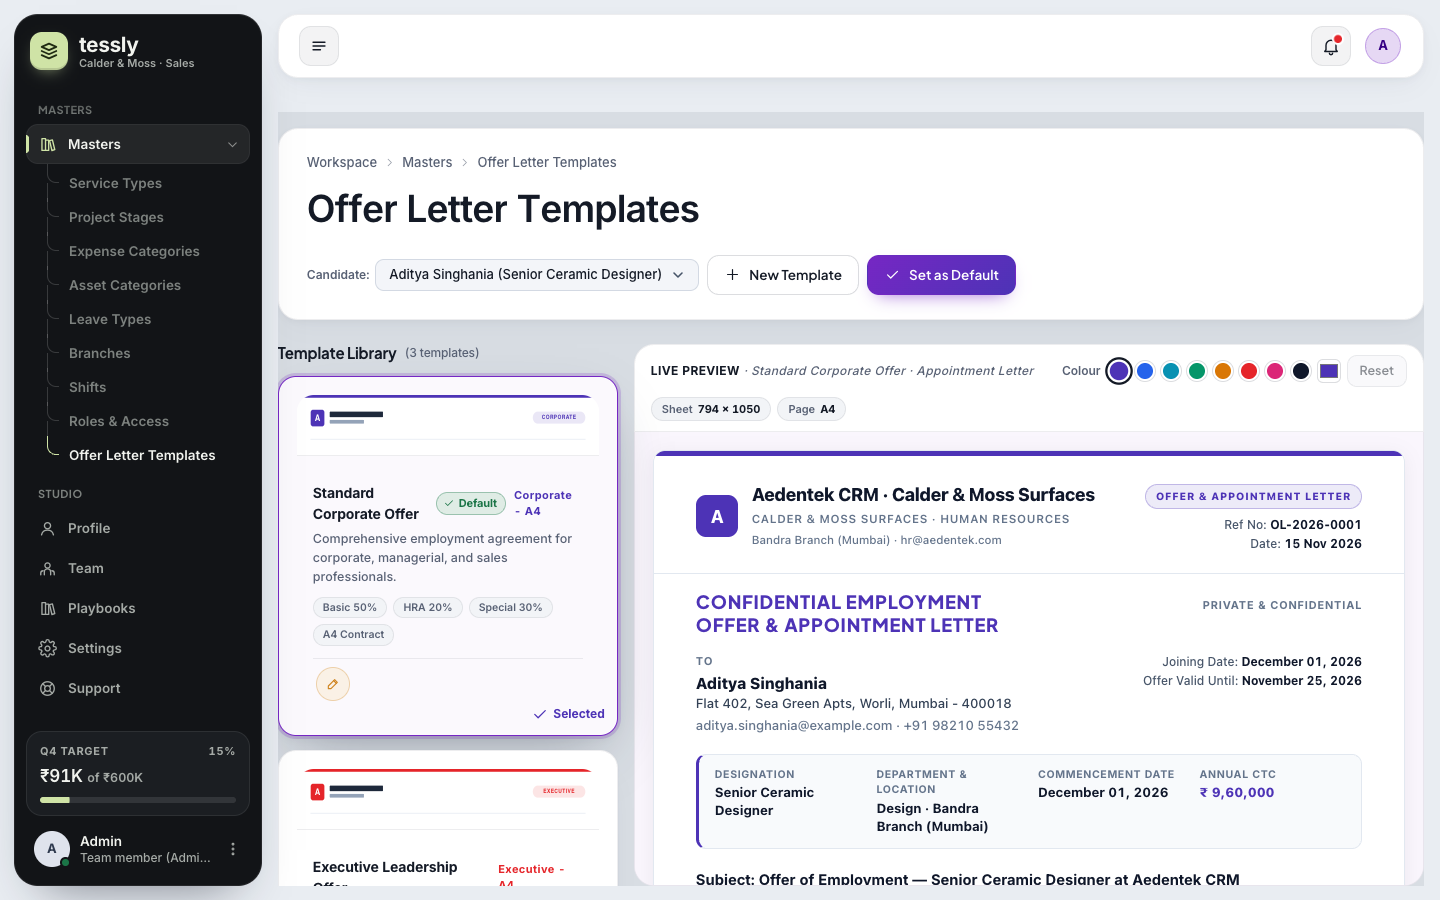 tessly
Calder & Moss · Sales
MASTERS
Masters
Service Types
Project Stages
Expense Categories
Asset Categories
Leave Types
Branches
Shifts
Roles & Access
Offer Letter Templates
STUDIO
Profile
Team
Playbooks
Settings
Support
Q4 TARGET 15%
₹91K of ₹600K
A
Admin
Team member (Admi...
A
Workspace > Masters > Offer Letter Templates
Offer Letter Templates
Candidate: Aditya Singhania (Senior Ceramic Designer)
New Template
Set as Default
Template Library (3 templates)
A
CORPORATE
Standard
Corporate Offer
Default
Corporate
- A4
Comprehensive employment agreement for
corporate, managerial, and sales
professionals.
Basic 50% HRA 20% Special 30%
A4 Contract
Selected
A
EXECUTIVE
Executive Leadership
Offer
Executive -
A4
LIVE PREVIEW · Standard Corporate Offer · Appointment Letter
Colour
Reset
Sheet 794 × 1050 Page A4
A
Aedentek CRM · Calder & Moss Surfaces
CALDER & MOSS SURFACES · HUMAN RESOURCES
Bandra Branch (Mumbai) · hr@aedentek.com
OFFER & APPOINTMENT LETTER
Ref No: OL-2026-0001
Date: 15 Nov 2026
CONFIDENTIAL EMPLOYMENT
OFFER & APPOINTMENT LETTER
PRIVATE & CONFIDENTIAL
TO
Aditya Singhania
Flat 402, Sea Green Apts, Worli, Mumbai - 400018
aditya.singhania@example.com · +91 98210 55432
Joining Date: December 01, 2026
Offer Valid Until: November 25, 2026
DESIGNATION
Senior Ceramic
Designer
DEPARTMENT &
LOCATION
Design · Bandra
Branch (Mumbai)
COMMENCEMENT DATE
December 01, 2026
ANNUAL CTC
₹ 9,60,000
Subject: Offer of Employment — Senior Ceramic Designer at Aedentek CRM